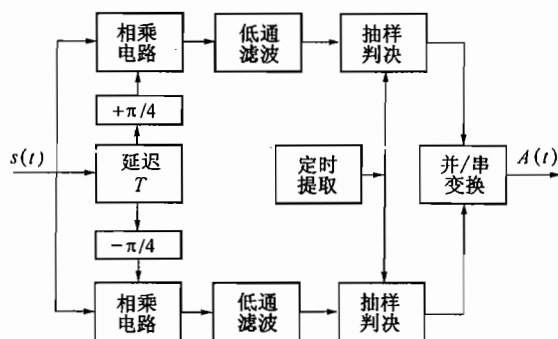 相乘
电路
低通
滤波
抽样
判决
+π/4
s(t)
延迟
T
定时
提取
并/串
变换
A(t)
−π/4
相乘
电路
低通
滤波
抽样
判决